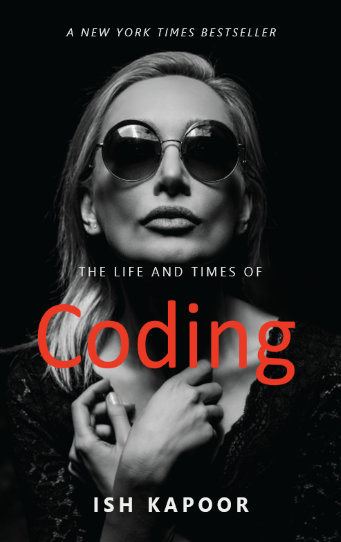 A NEW YORK TIMES BESTSELLER
THE LIFE AND TIMES OF
Coding
ISH KAPOOR